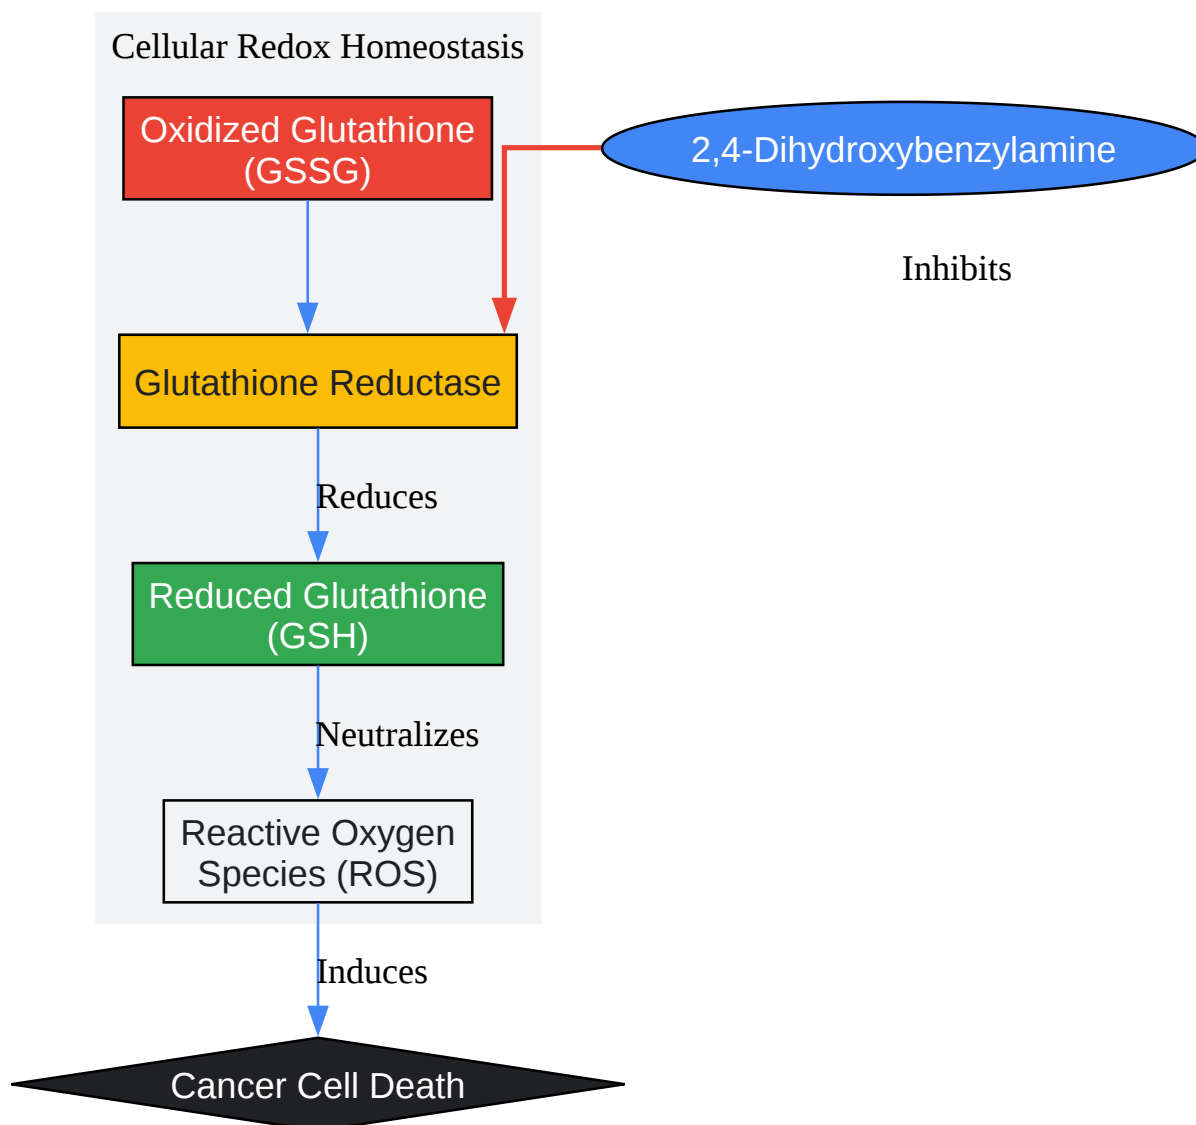 Cellular Redox Homeostasis
Oxidized Glutathione
(GSSG)
2,4-Dihydroxybenzylamine
Inhibits
Glutathione Reductase
Reduces
Reduced Glutathione
(GSH)
Neutralizes
Reactive Oxygen
Species (ROS)
Induces
Cancer Cell Death